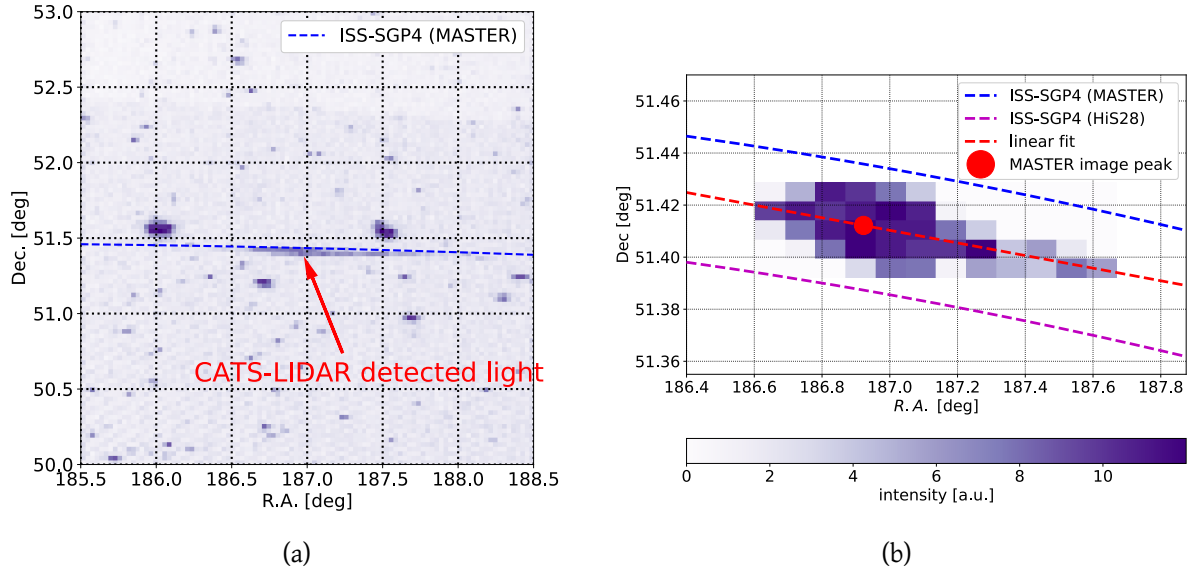 53.0
52.5
52.0
51.5
51.0
50.5
50.0
Dec. [deg]
185.5 186.0 186.5 187.0 187.5 188.0 188.5
R.A. [deg]
ISS-SGP4 (MASTER)
CATS-LIDAR detected light
(a)
51.46
51.44
51.42
51.40
51.38
51.36
Dec [deg]
186.4 186.6 186.8 187.0 187.2 187.4 187.6 187.8
R.A. [deg]
ISS-SGP4 (MASTER)
ISS-SGP4 (HiS28)
linear fit
MASTER image peak
0 2 4 6 8 10
intensity [a.u.]
(b)